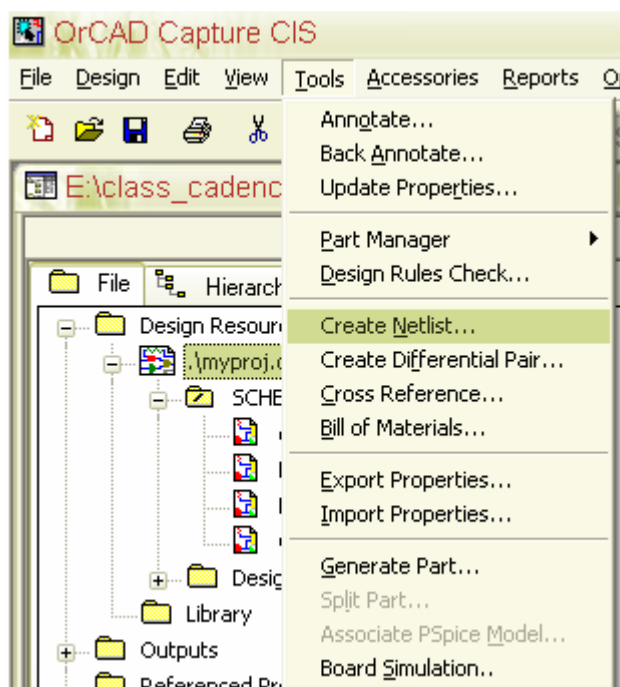 OrCAD Capture CIS
File Design Edit View Tools Accessories Reports
Annotate...
Back Annotate...
E:\class_cadenc
Update Properties...
Part Manager
File Hierarch
Design Rules Check...
Design Resour
Create Netlist...
.\myproj.
Create Differential Pair...
SCHE
Cross Reference...
Bill of Materials...
Export Properties...
Import Properties...
Generate Part...
Desig
Split Part...
Library
Associate PSpice Model...
Outputs
Board Simulation..
Referenced Pr